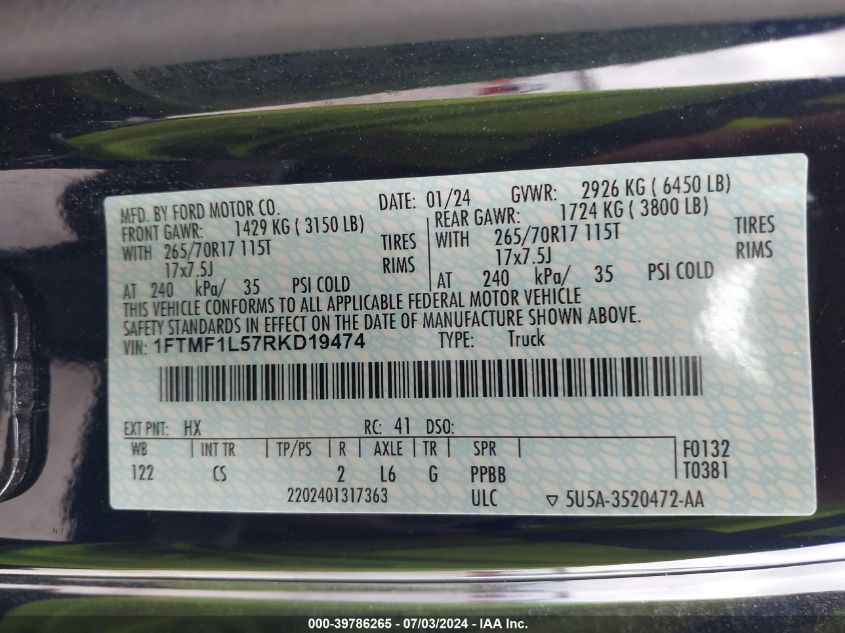 MFD. BY FORD MOTOR CO. DATE: 01/24 GVWR: 2926 KG ( 6450 LB)
FRONT GAWR: 1429 KG ( 3150 LB) REAR GAWR: 1724 KG ( 3800 LB)
WITH 265/70R17 115T TIRES WITH 265/70R17 115T TIRES
17x7.5J RIMS 17x7.5J RIMS
AT 240 kPa/ 35 PSI COLD AT 240 kPa/ 35 PSI COLD
THIS VEHICLE CONFORMS TO ALL APPLICABLE FEDERAL MOTOR VEHICLE
SAFETY STANDARDS IN EFFECT ON THE DATE OF MANUFACTURE SHOWN ABOVE.
VIN: 1FTMF1L57RKD19474 TYPE: Truck
EXT PNT: HX RC: 41 DSO:
WB INT TR TP/PS R AXLE TR SPR F0132
122 CS 2 L6 G PPBB T0381
2202401317363 ULC ▽ 5U5A-3520472-AA
000-39786265 - 07/03/2024 - IAA Inc.